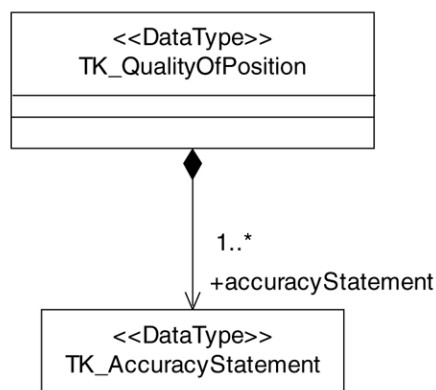 <<DataType>>
TK_QualityOfPosition
1..*
+accuracyStatement
<<DataType>>
TK_AccuracyStatement